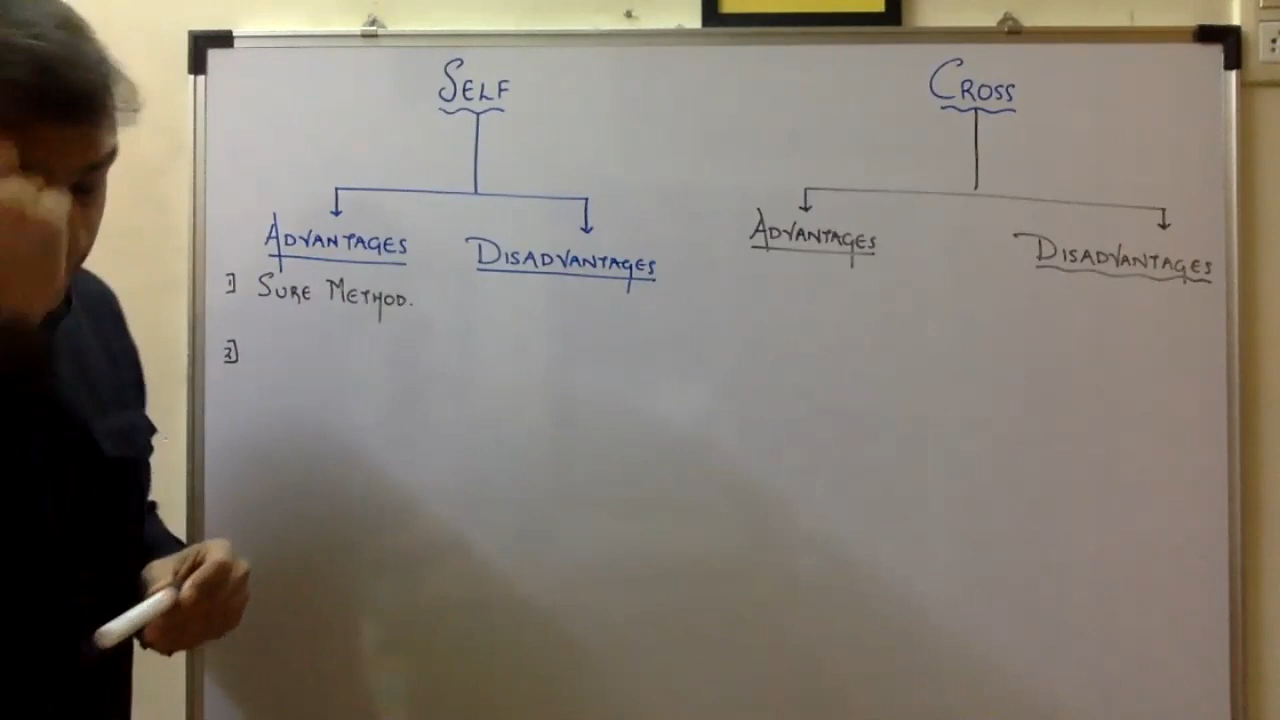 SELF
CROSS
ADVANTAGES
DISADVANTAGES
ADVANTAGES
DISADVANTAGES
1] SURE METHOD.
2]